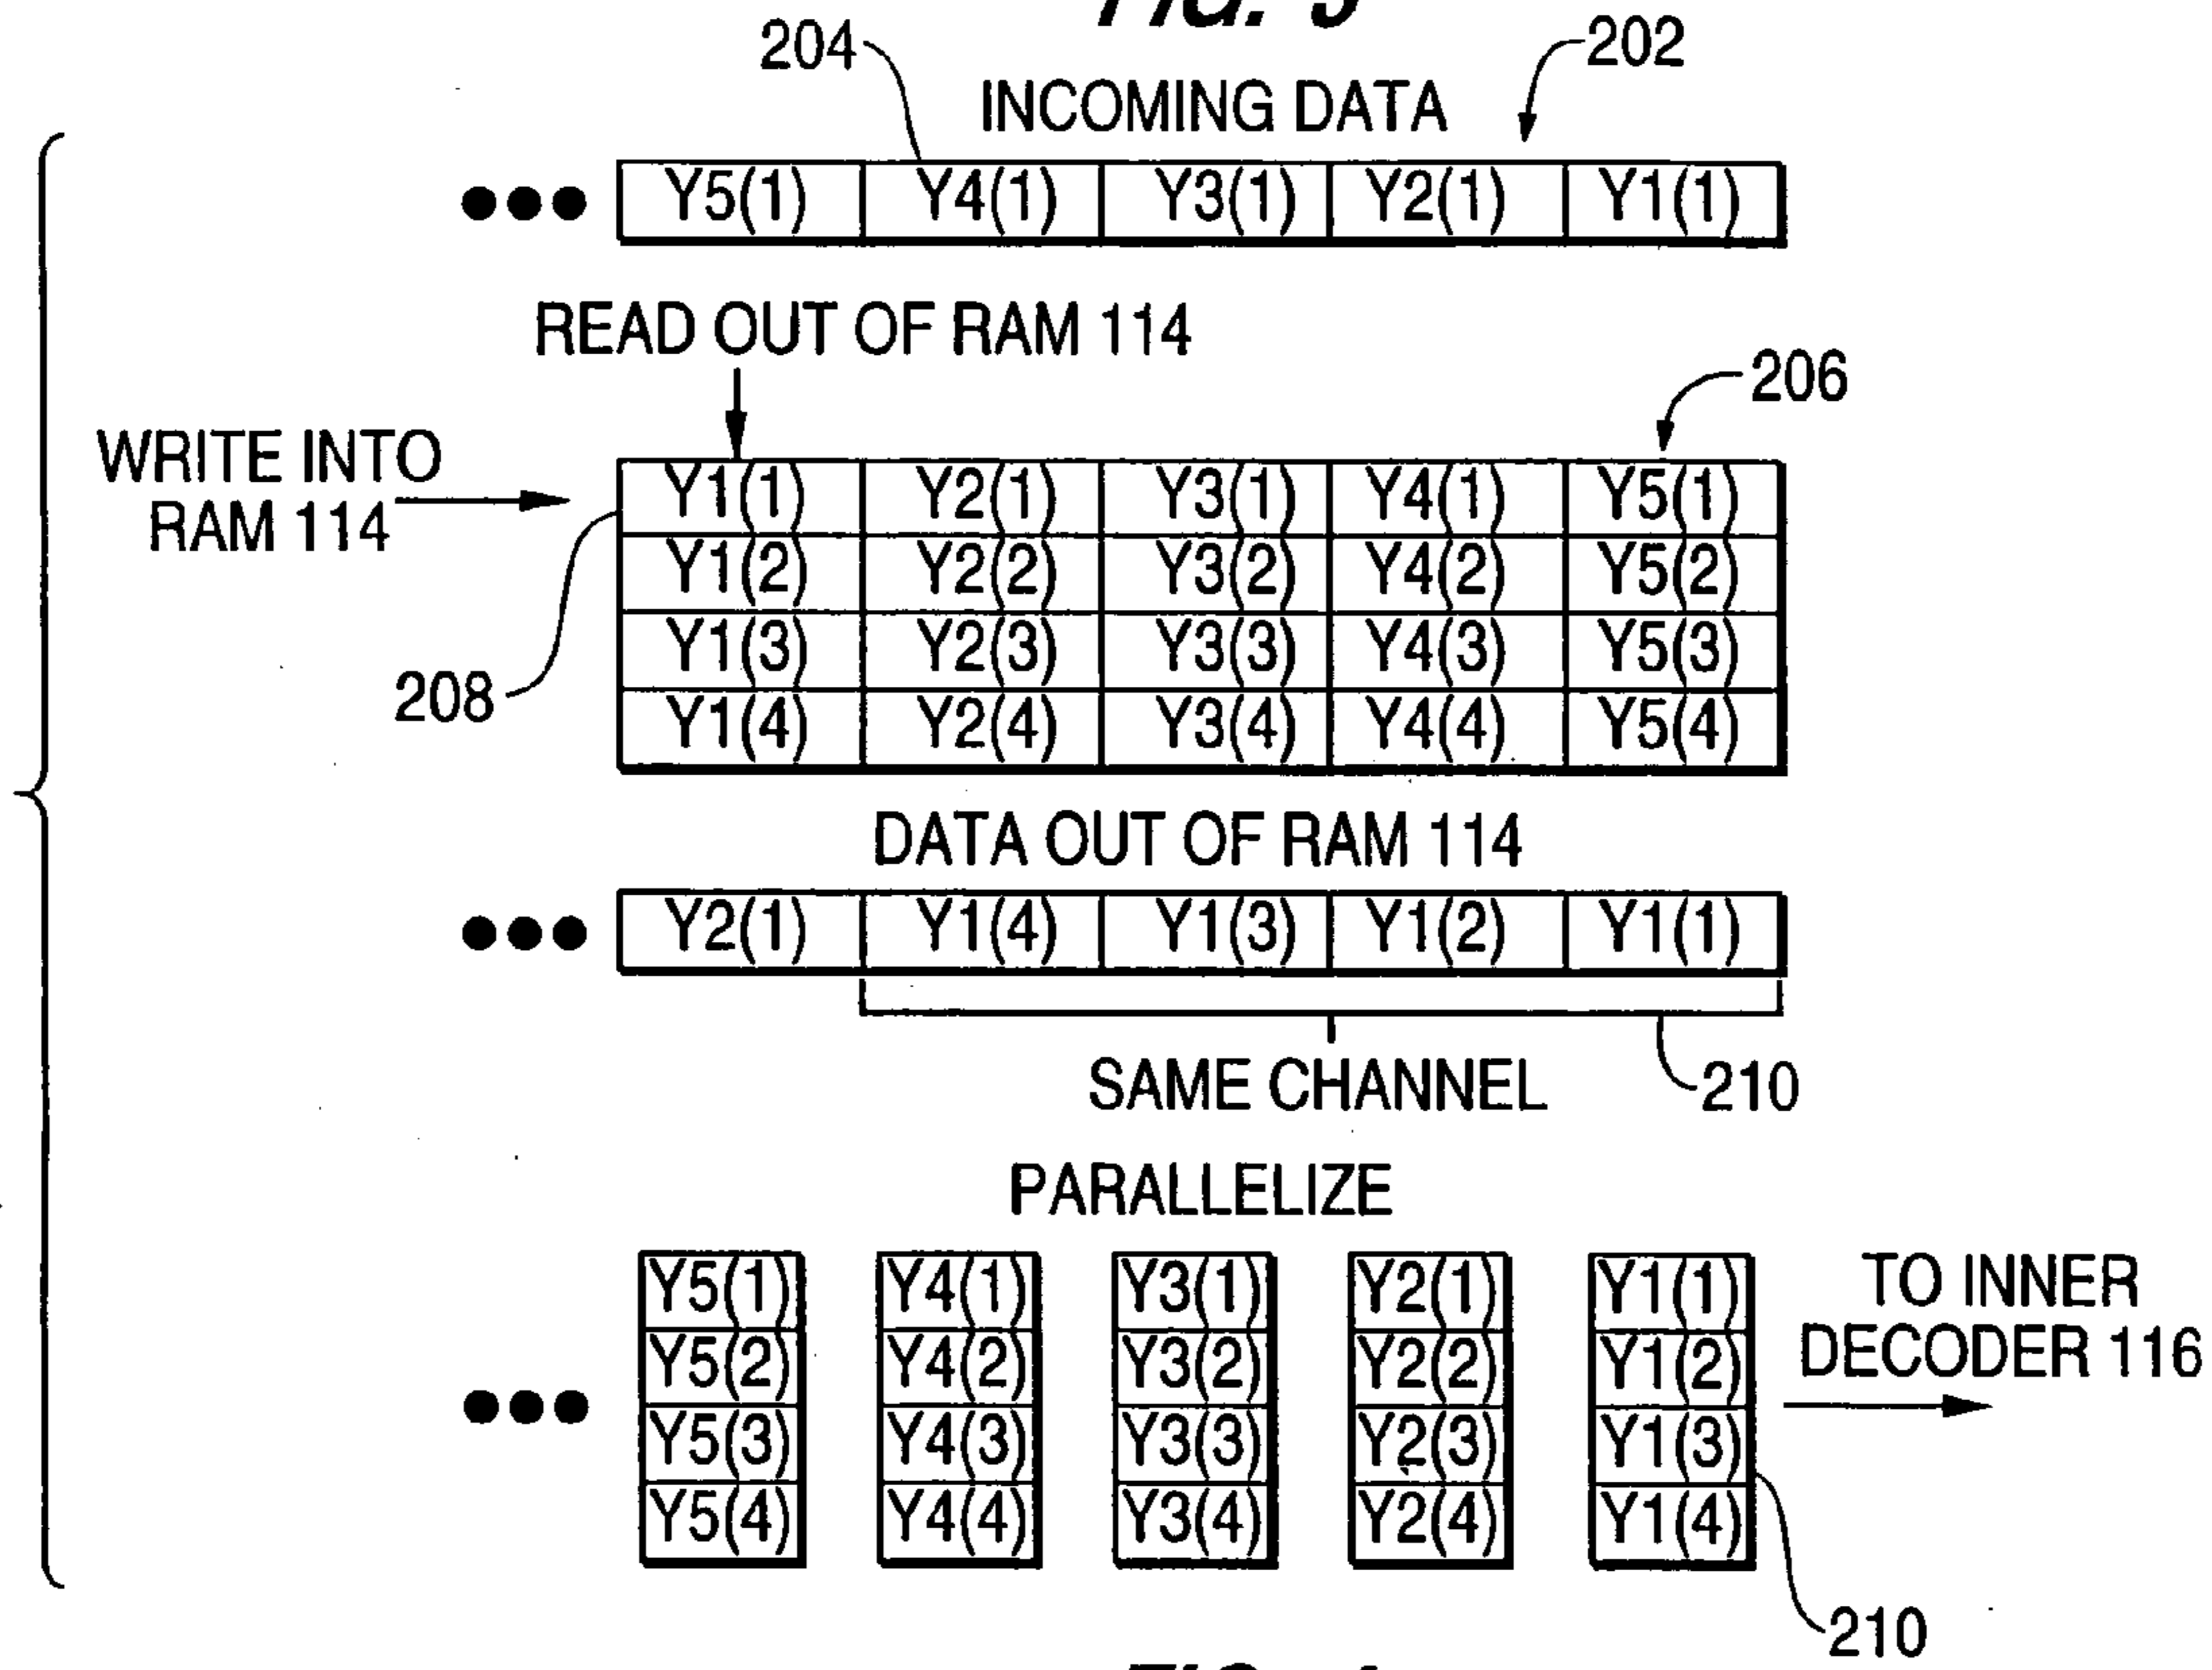 204
202
INCOMING DATA
Y5(1) Y4(1) Y3(1) Y2(1) Y1(1)
READ OUT OF RAM 114
206
WRITE INTO
RAM 114
Y1(1) Y2(1) Y3(1) Y4(1) Y5(1)
Y1(2) Y2(2) Y3(2) Y4(2) Y5(2)
Y1(3) Y2(3) Y3(3) Y4(3) Y5(3)
Y1(4) Y2(4) Y3(4) Y4(4) Y5(4)
208
DATA OUT OF RAM 114
Y2(1) Y1(4) Y1(3) Y1(2) Y1(1)
SAME CHANNEL
210
PARALLELIZE
Y5(1) Y4(1) Y3(1) Y2(1) Y1(1)
Y5(2) Y4(2) Y3(2) Y2(2) Y1(2)
Y5(3) Y4(3) Y3(3) Y2(3) Y1(3)
Y5(4) Y4(4) Y3(4) Y2(4) Y1(4)
TO INNER
DECODER 116
210